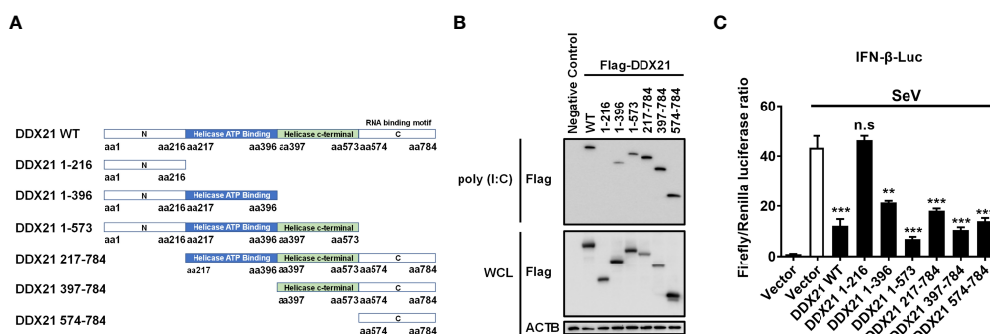 A
RNA binding motif
DDX21 WT N Helicase ATP Binding Helicase c-terminal C
aa1 aa216 aa217 aa396 aa397 aa573 aa574 aa784
DDX21 1-216 N
aa1 aa216
DDX21 1-396 N Helicase ATP Binding
aa1 aa216 aa217 aa396
DDX21 1-573 N Helicase ATP Binding Helicase c-terminal
aa1 aa216 aa217 aa396 aa397 aa573
DDX21 217-784 Helicase ATP Binding Helicase c-terminal C
aa217 aa396 aa397 aa573 aa574 aa784
DDX21 397-784 Helicase c-terminal C
aa397 aa573 aa574 aa784
DDX21 574-784 C
aa574 aa784
B
Flag-DDX21
Negative Control
WT
1-216
1-396
1-573
217-784
397-784
574-784
poly (I:C) Flag
WCL Flag
ACTB
C
IFN-β-Luc
SeV
Firefly/Renilla luciferase ratio
60
40
20
0
***
n.s
**
***
***
***
***
Vector
Vector
DDX21 WT
DDX21 1-216
DDX21 1-396
DDX21 1-573
DDX21 217-784
DDX21 397-784
DDX21 574-784